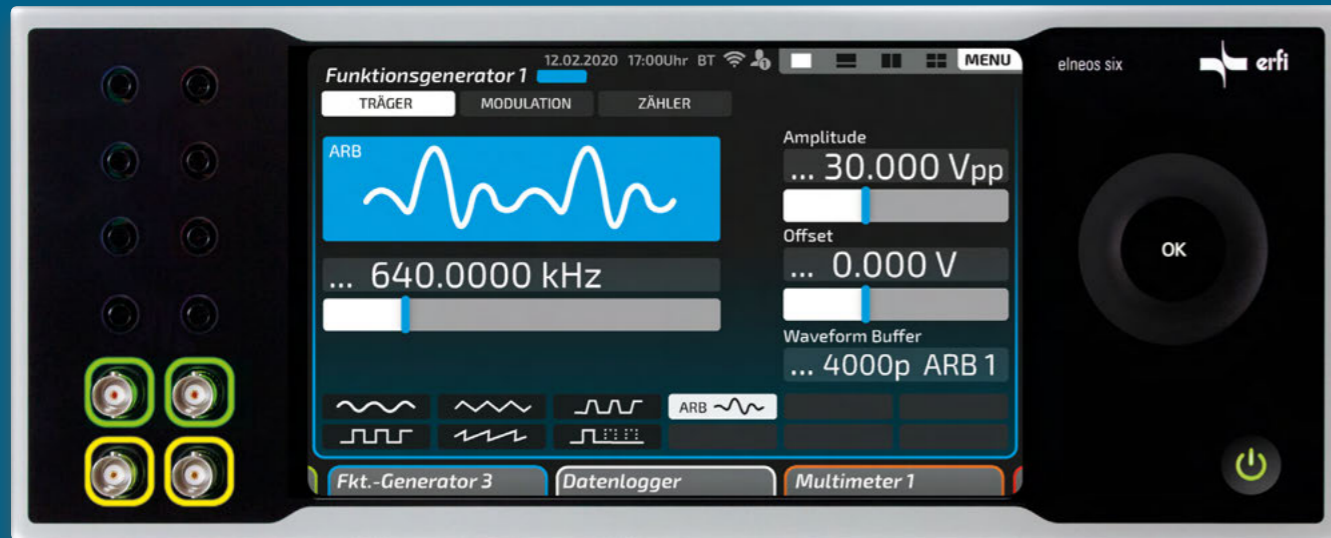 12.02.2020 17:00Uhr BT
MENU
Funktionsgenerator 1
TRÄGER MODULATION ZÄHLER
ARB
... 640.0000 kHz
Amplitude
... 30.000 Vpp
Offset
... 0.000 V
Waveform Buffer
... 4000p ARB 1
ARB
Fkt.-Generator 3 Datenlogger Multimeter 1
elneos six
erfi
OK